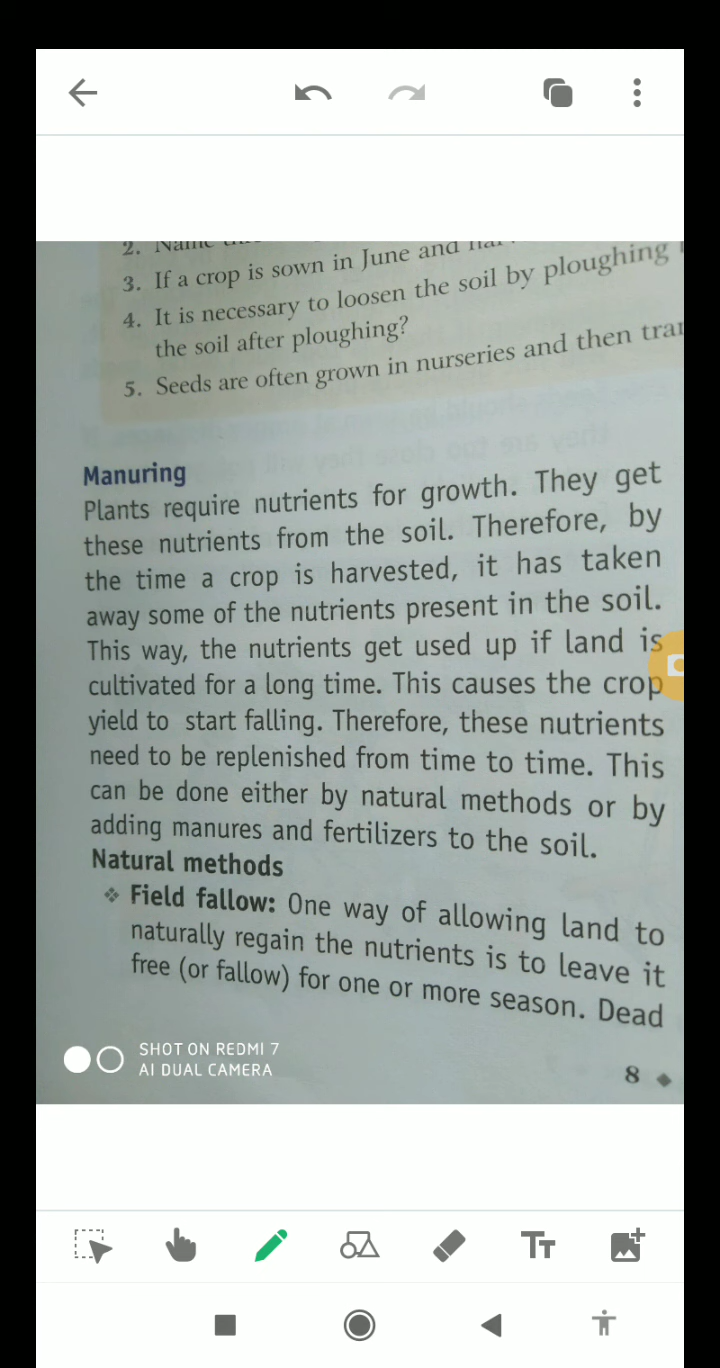 2. Name
3. If a crop is sown in June and
4. It is necessary to loosen the soil by ploughing
the soil after ploughing?
5. Seeds are often grown in nurseries and then
Manuring
Plants require nutrients for growth. They get
these nutrients from the soil. Therefore, by
the time a crop is harvested, it has taken
away some of the nutrients present in the soil.
This way, the nutrients get used up if land is
cultivated for a long time. This causes the crop
yield to start falling. Therefore, these nutrients
need to be replenished from time to time. This
can be done either by natural methods or by
adding manures and fertilizers to the soil.
Natural methods
❖ Field fallow: One way of allowing land to
naturally regain the nutrients is to leave it
free (or fallow) for one or more season. Dead
SHOT ON REDMI 7
AI DUAL CAMERA
8 ◆
TT